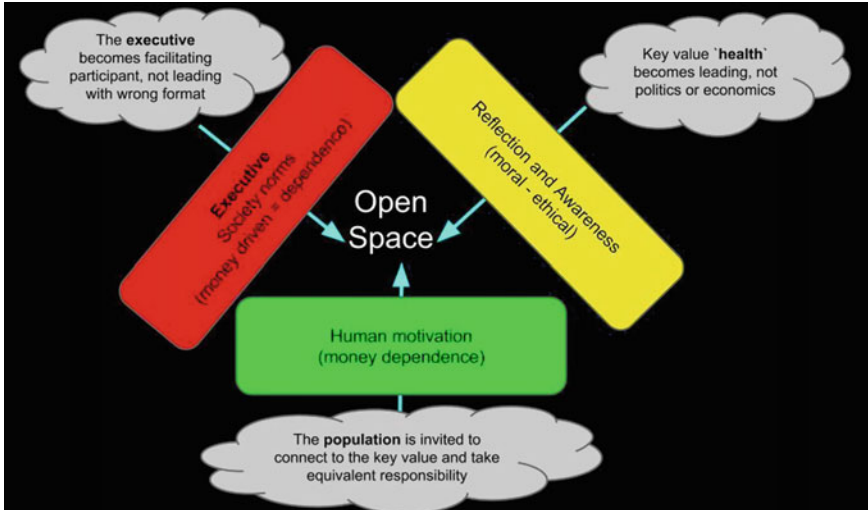 The executive
becomes facilitating
participant, not leading
with wrong format
Key value `health`
becomes leading, not
politics or economics
Executive
Society norms
(money driven = dependence)
Reflection and Awareness
(moral - ethical)
Open
Space
Human motivation
(money dependence)
The population is invited to
connect to the key value and take
equivalent responsibility